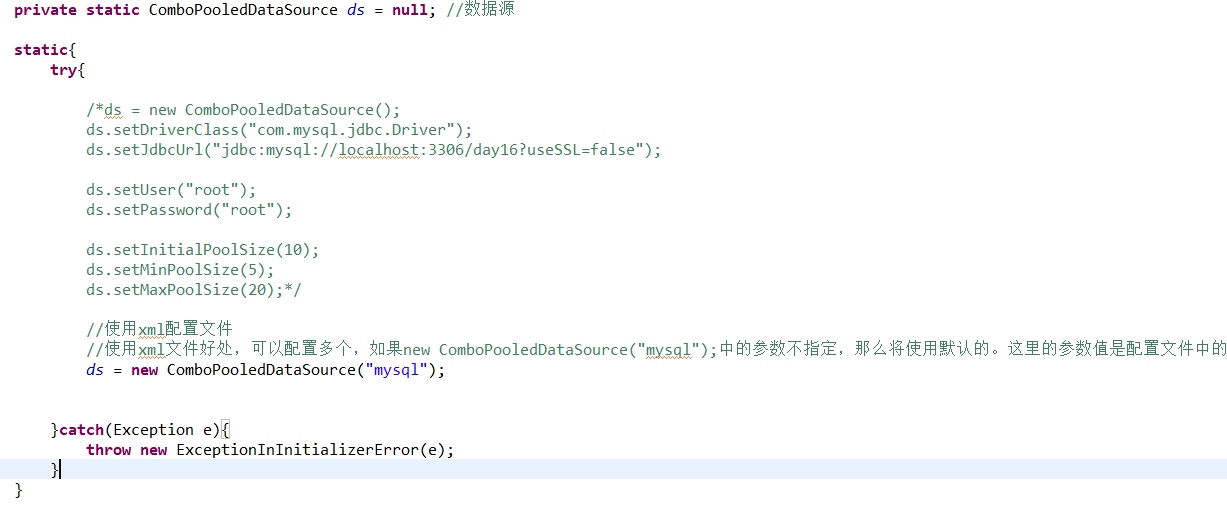 private static ComboPooledDataSource ds = null; //数据源
static{
try{
/*ds = new ComboPooledDataSource();
ds.setDriverClass("com.mysql.jdbc.Driver");
ds.setJdbcUrl("jdbc:mysql://localhost:3306/day16?useSSL=false");
ds.setUser("root");
ds.setPassword("root");
ds.setInitialPoolSize(10);
ds.setMinPoolSize(5);
ds.setMaxPoolSize(20);*/
//使用xml配置文件
//使用xml文件好处，可以配置多个，如果new ComboPooledDataSource("mysql");中的参数不指定，那么将使用默认的。这里的参数值是配置文件中的
ds = new ComboPooledDataSource("mysql");
}catch(Exception e){
throw new ExceptionInInitializerError(e);
}
}